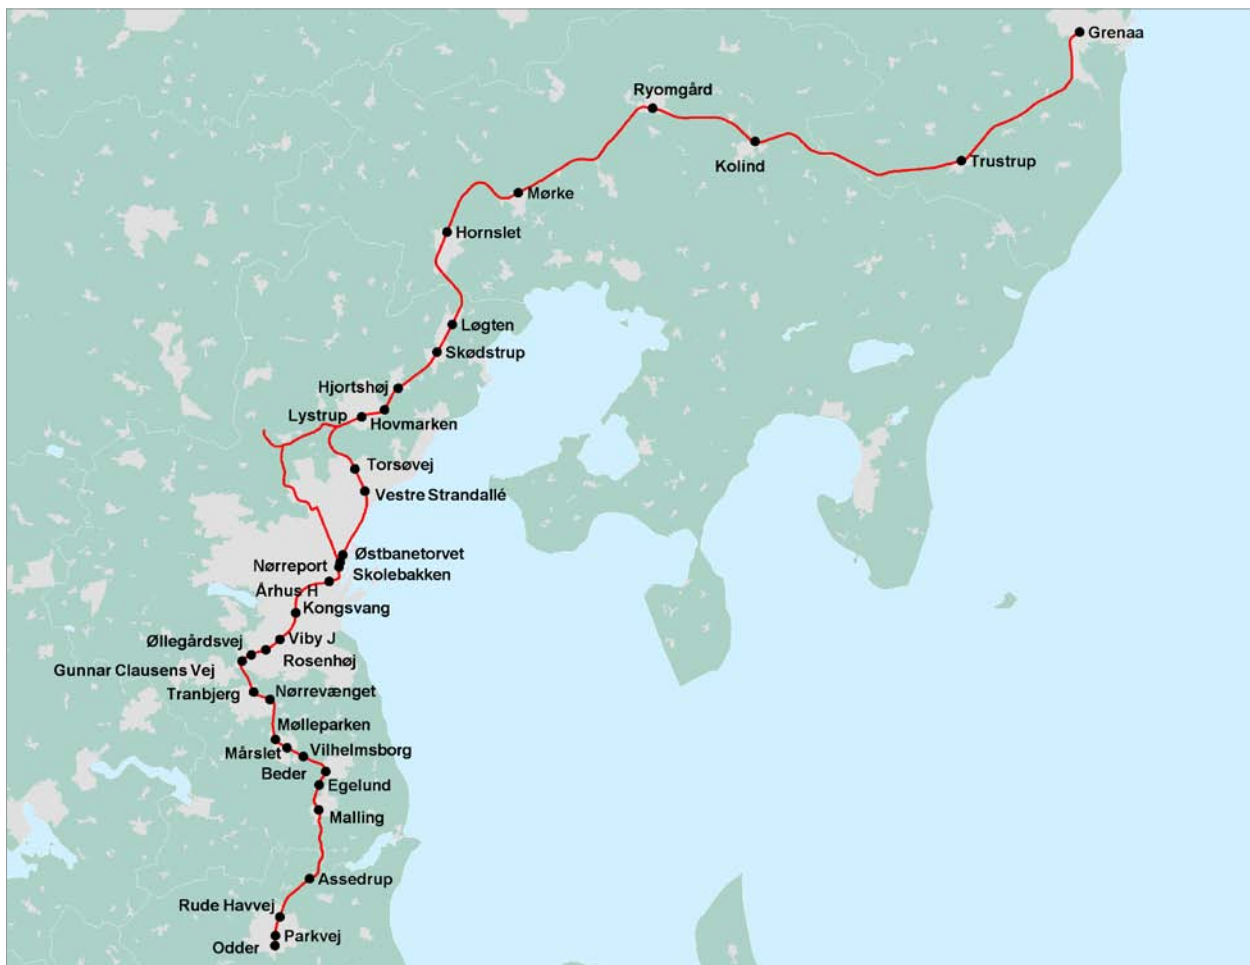 Grenaa
Ryomgård
Kolind
Trustrup
Mørke
Hornslet
Løgten
Skødstrup
Hjortshøj
Lystrup
Hovmarken
Torsøvej
Vestre Strandallé
Østbanetorvet
Nørreport
Skolebakken
Århus H
Kongsvang
Viby J
Øllegårdsvej
Rosenhøj
Gunnar Clausens Vej
Tranbjerg
Nørrevænget
Mølleparken
Mårslet
Vilhelmsborg
Beder
Egelund
Malling
Assedrup
Rude Havvej
Parkvej
Odder